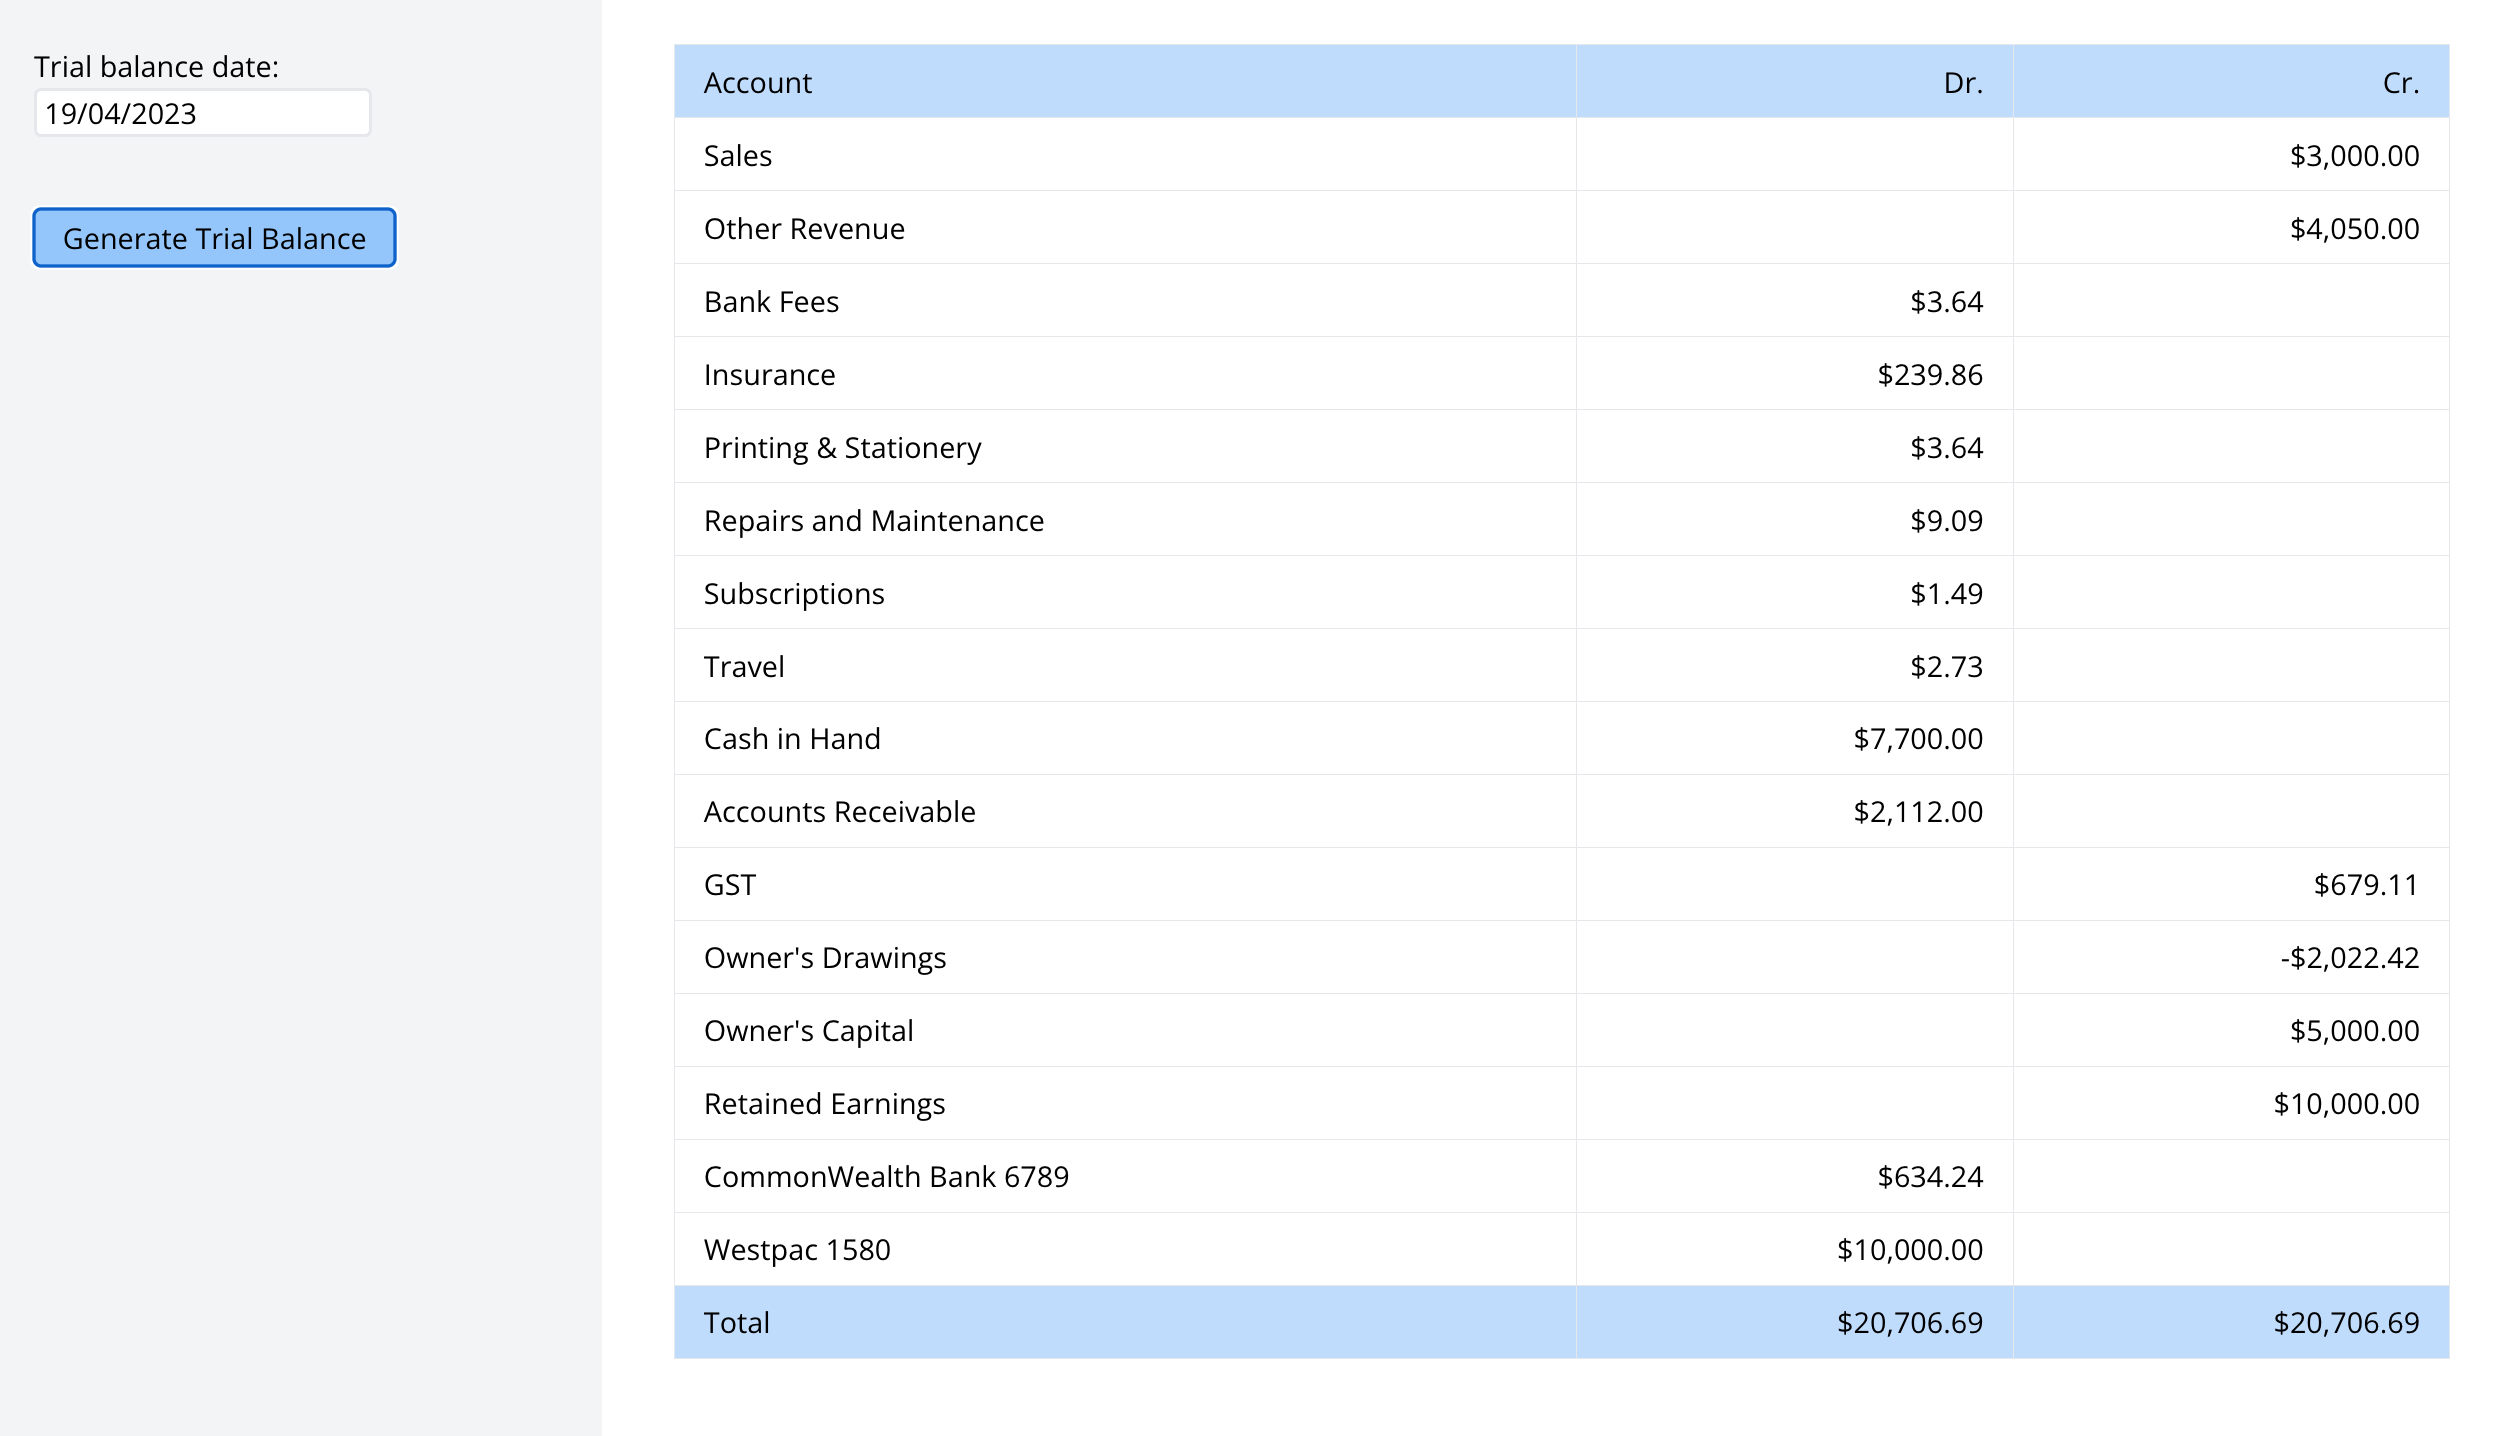 Trial balance date:
19/04/2023
Generate Trial Balance
Account Dr. Cr.
Sales $3,000.00
Other Revenue $4,050.00
Bank Fees $3.64
Insurance $239.86
Printing & Stationery $3.64
Repairs and Maintenance $9.09
Subscriptions $1.49
Travel $2.73
Cash in Hand $7,700.00
Accounts Receivable $2,112.00
GST $679.11
Owner's Drawings -$2,022.42
Owner's Capital $5,000.00
Retained Earnings $10,000.00
CommonWealth Bank 6789 $634.24
Westpac 1580 $10,000.00
Total $20,706.69 $20,706.69